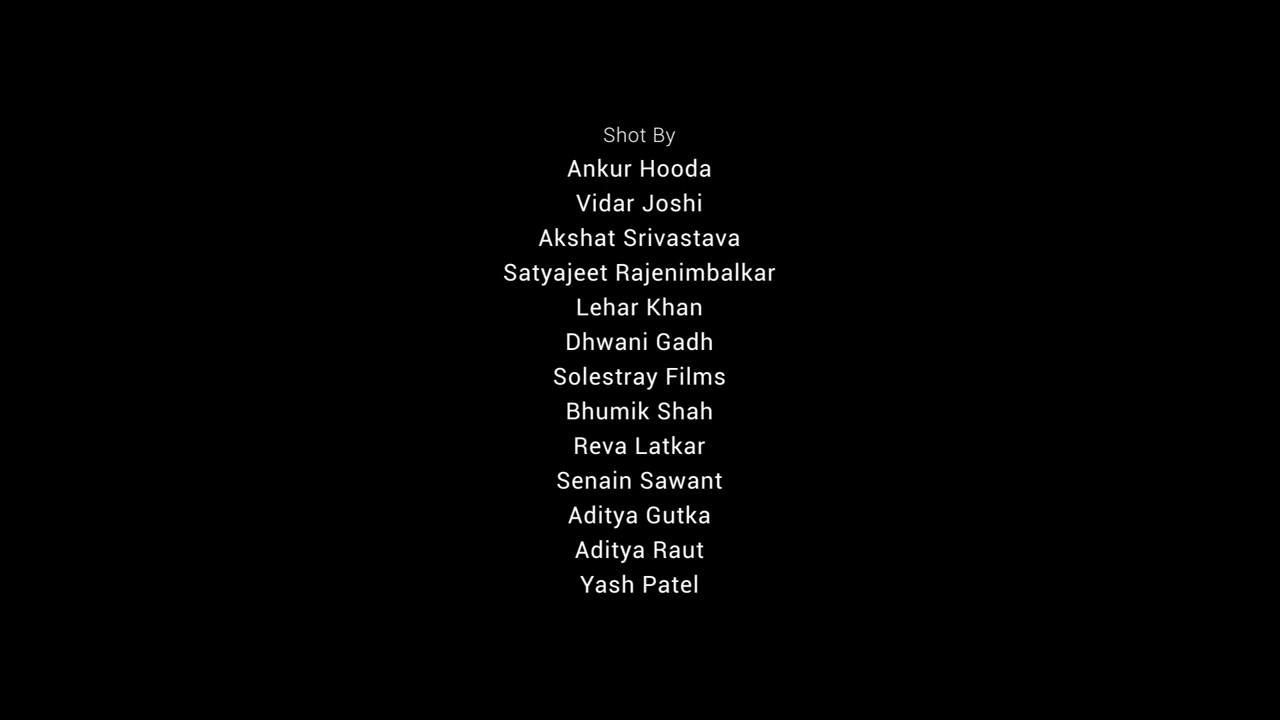 Shot By
Ankur Hooda
Vidar Joshi
Akshat Srivastava
Satyajeet Rajenimbalkar
Lehar Khan
Dhwani Gadh
Solestray Films
Bhumik Shah
Reva Latkar
Senain Sawant
Aditya Gutka
Aditya Raut
Yash Patel